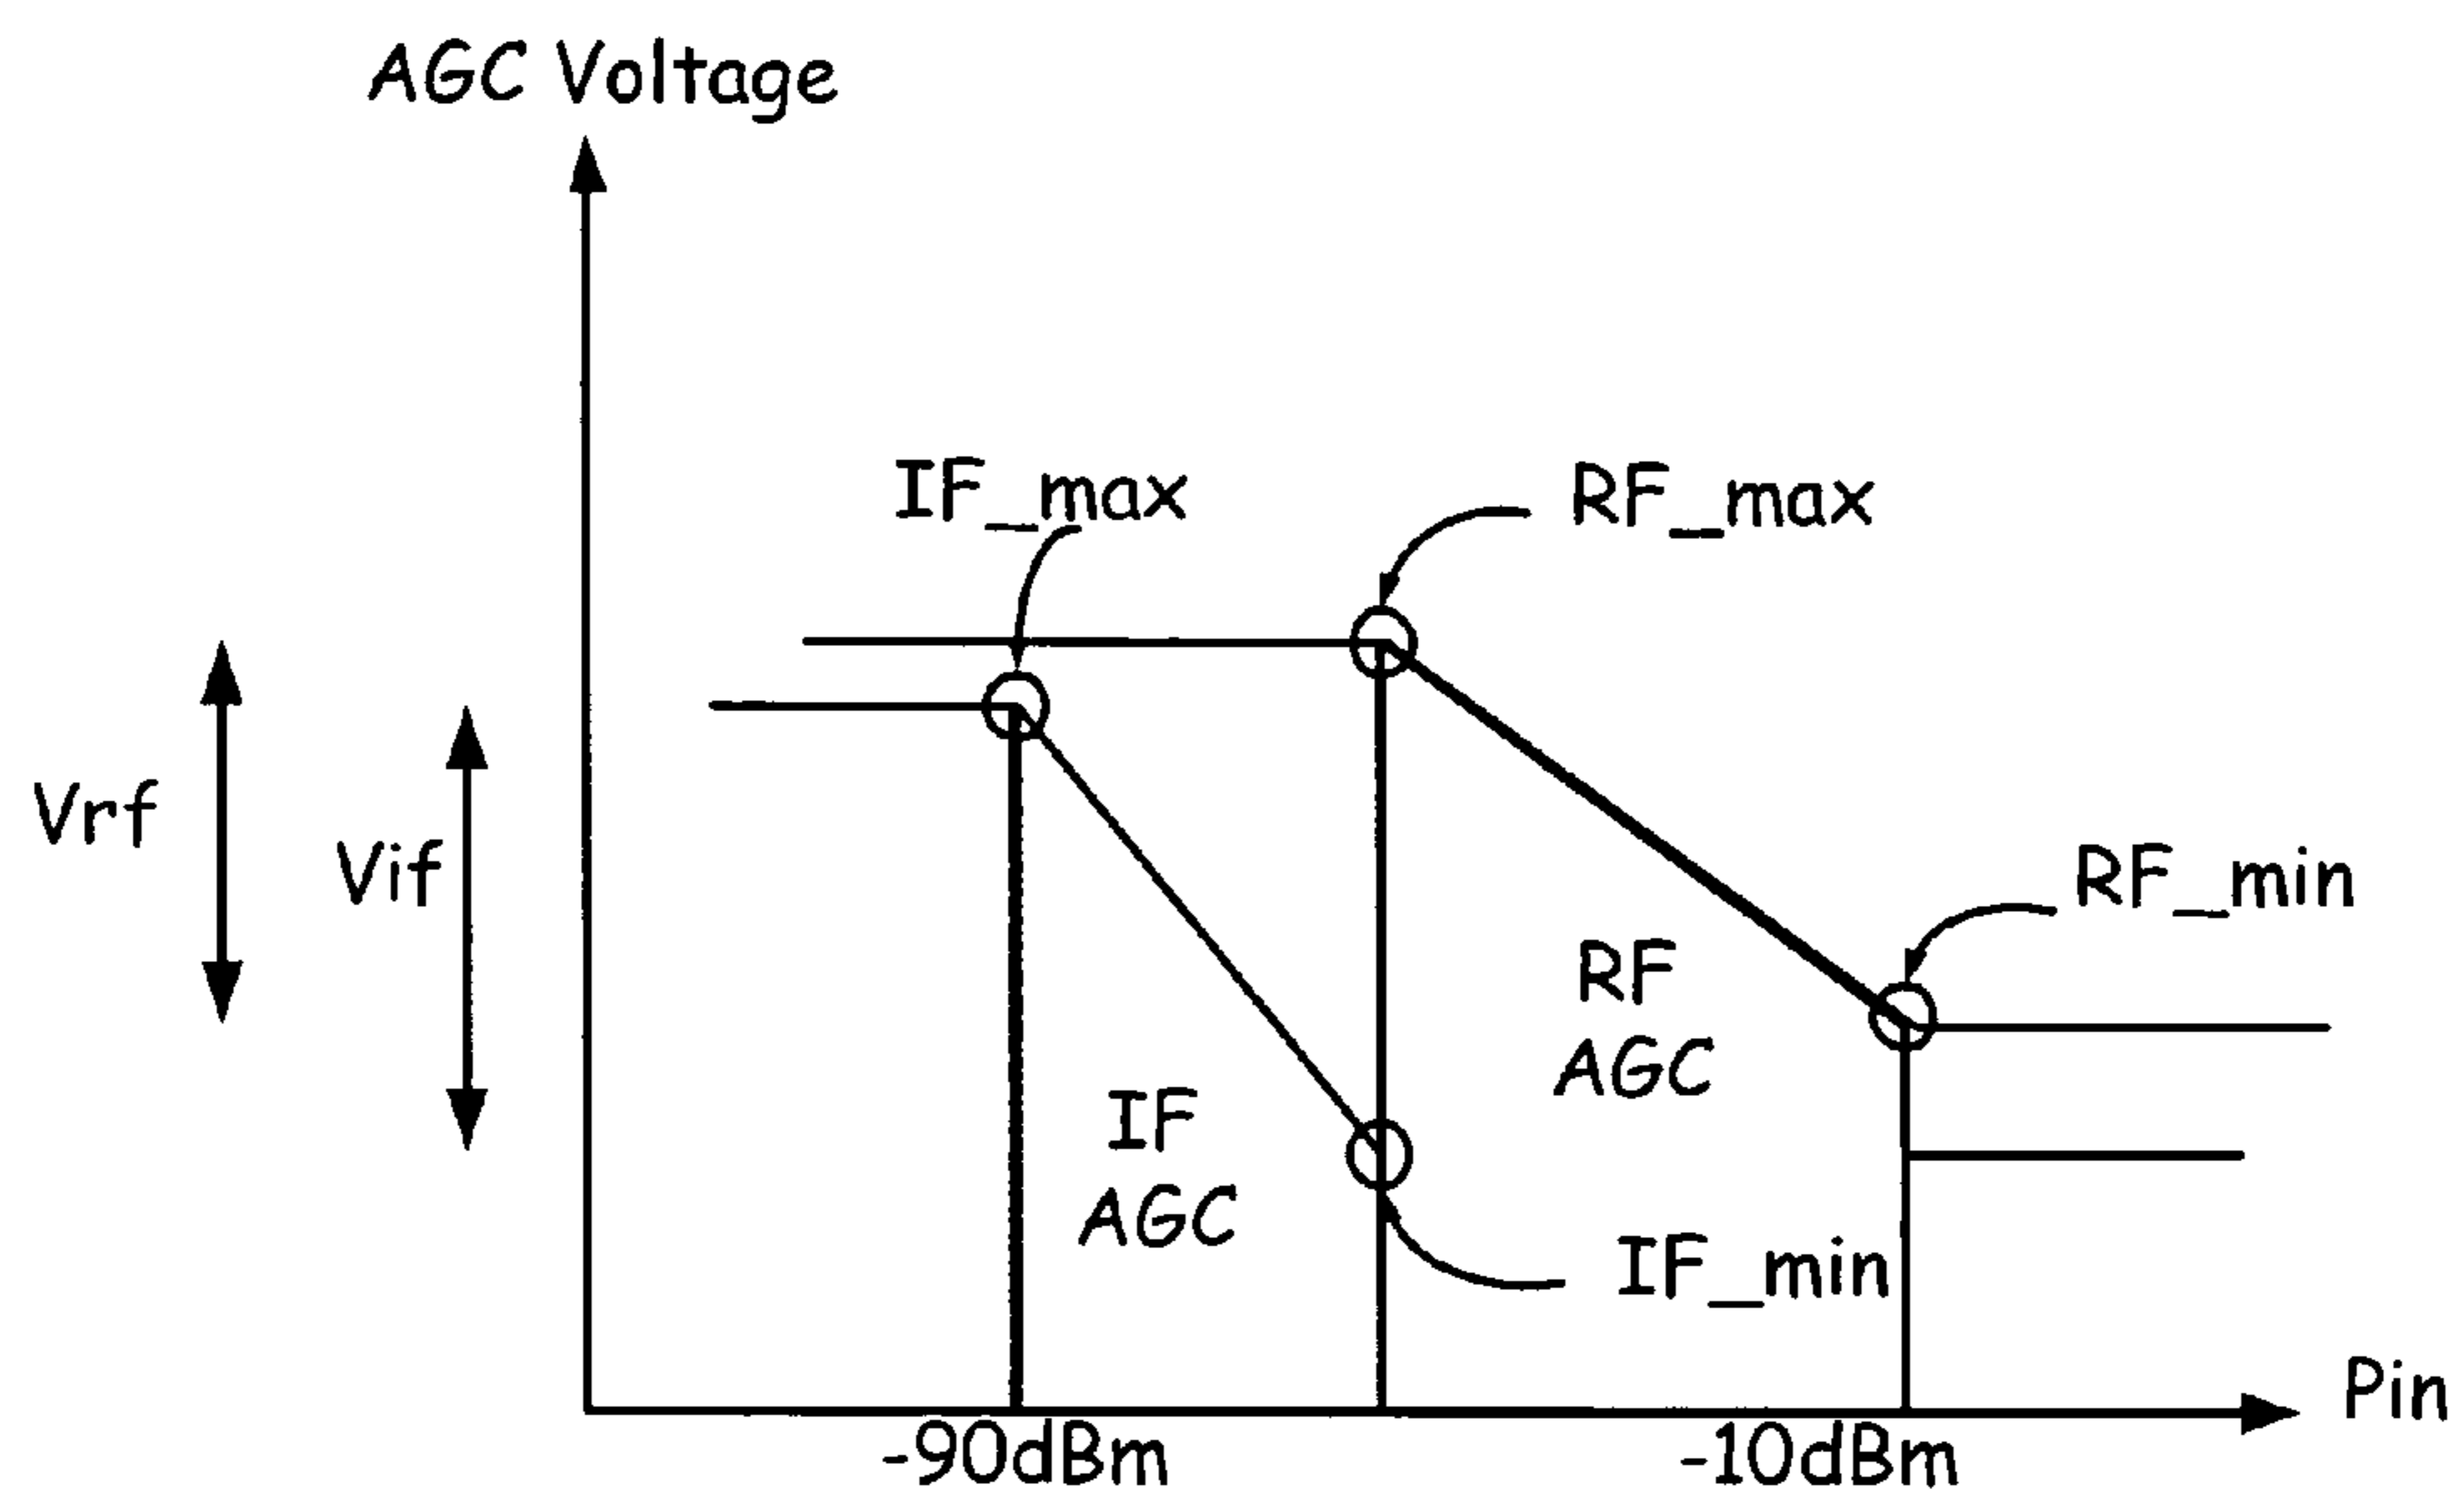 AGC Voltage
IF_max
RF_max
Vrf
Vif
RF_min
RF
AGC
IF
AGC
IF_min
Pin
-90dBm
-10dBm